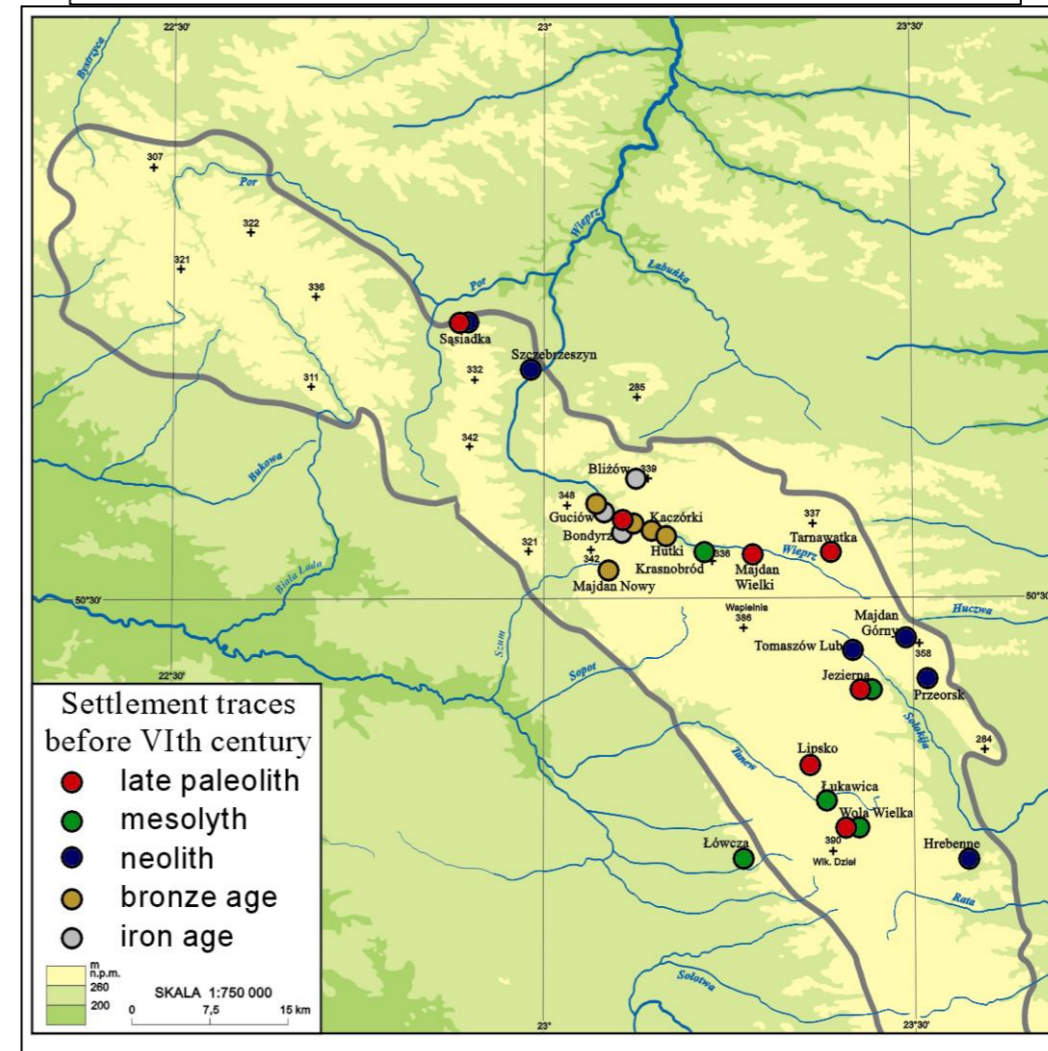 22°30'
23°
23°30'
Bystrzyca
307
Por
322
Wieprz
321
Łabuńka
336
Por
Sąsiadka
Szczebrzeszyn
332
311
285
342
Bukowa
Bliżów
339
348
Guciów
Kaczórki
337
Bondyrz
Hutki
Tarnawatka
321
Wieprz
Krasnobród
336
342
Majdan
Wielki
Biała Łada
Majdan Nowy
50°30'
50°30'
Wapielnia
386
Majdan
Górny
Huczwa
Szum
Tomaszów Lub
358
Sopot
Jezierna
22°30'
Przeorsk
Sołokija
284
Tanew
Lipsko
Łukawica
Wola Wielka
Łówcza
390
Wlk. Dział
Hrebenne
Rata
Sołotwa
Settlement traces
before VIth century
late paleolith
mesolyth
neolith
bronze age
iron age
m
n.p.m.
260
200
SKALA 1:750 000
0 7,5 15 km
23°
23°30'